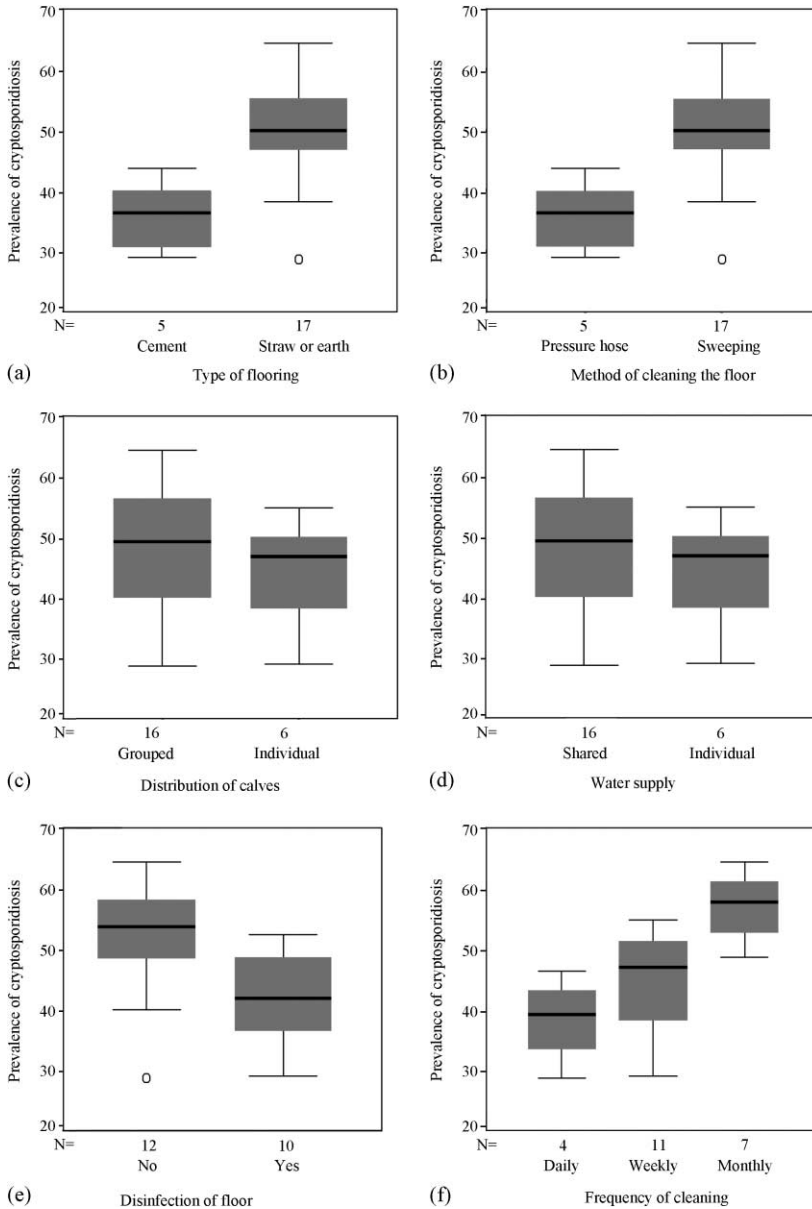 70
60
50
40
30
20
Prevalence of cryptosporidiosis
N=
5
17
Cement
Straw or earth
(a)
Type of flooring
70
60
50
40
30
20
Prevalence of cryptosporidiosis
N=
5
17
Pressure hose
Sweeping
(b)
Method of cleaning the floor
70
60
50
40
30
20
Prevalence of cryptosporidiosis
N=
16
6
Grouped
Individual
(c)
Distribution of calves
70
60
50
40
30
20
Prevalence of cryptosporidiosis
N=
16
6
Shared
Individual
(d)
Water supply
70
60
50
40
30
20
Prevalence of cryptosporidiosis
N=
12
10
No
Yes
(e)
Disinfection of floor
70
60
50
40
30
20
Prevalence of cryptosporidiosis
N=
4
11
7
Daily
Weekly
Monthly
(f)
Frequency of cleaning